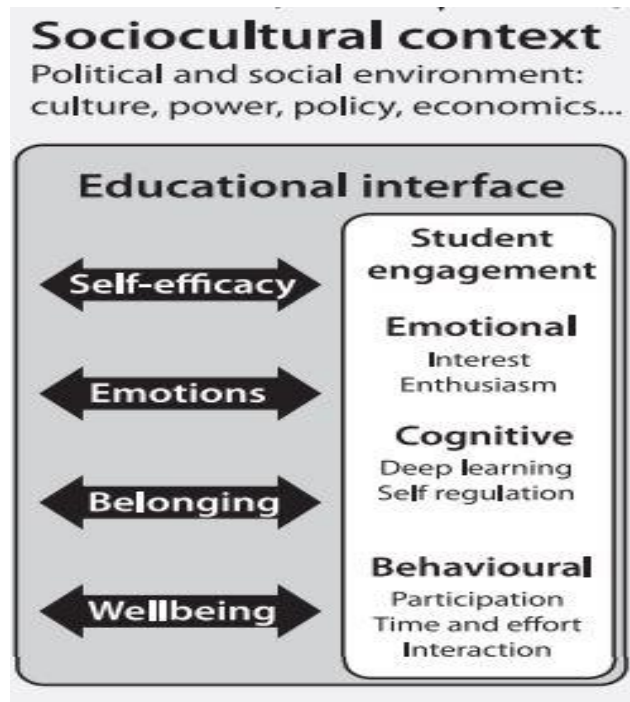 Sociocultural context
Political and social environment:
culture, power, policy, economics...
Educational interface
Self-efficacy
Emotions
Belonging
Wellbeing
Student
engagement
Emotional
Interest
Enthusiasm
Cognitive
Deep learning
Self regulation
Behavioural
Participation
Time and effort
Interaction